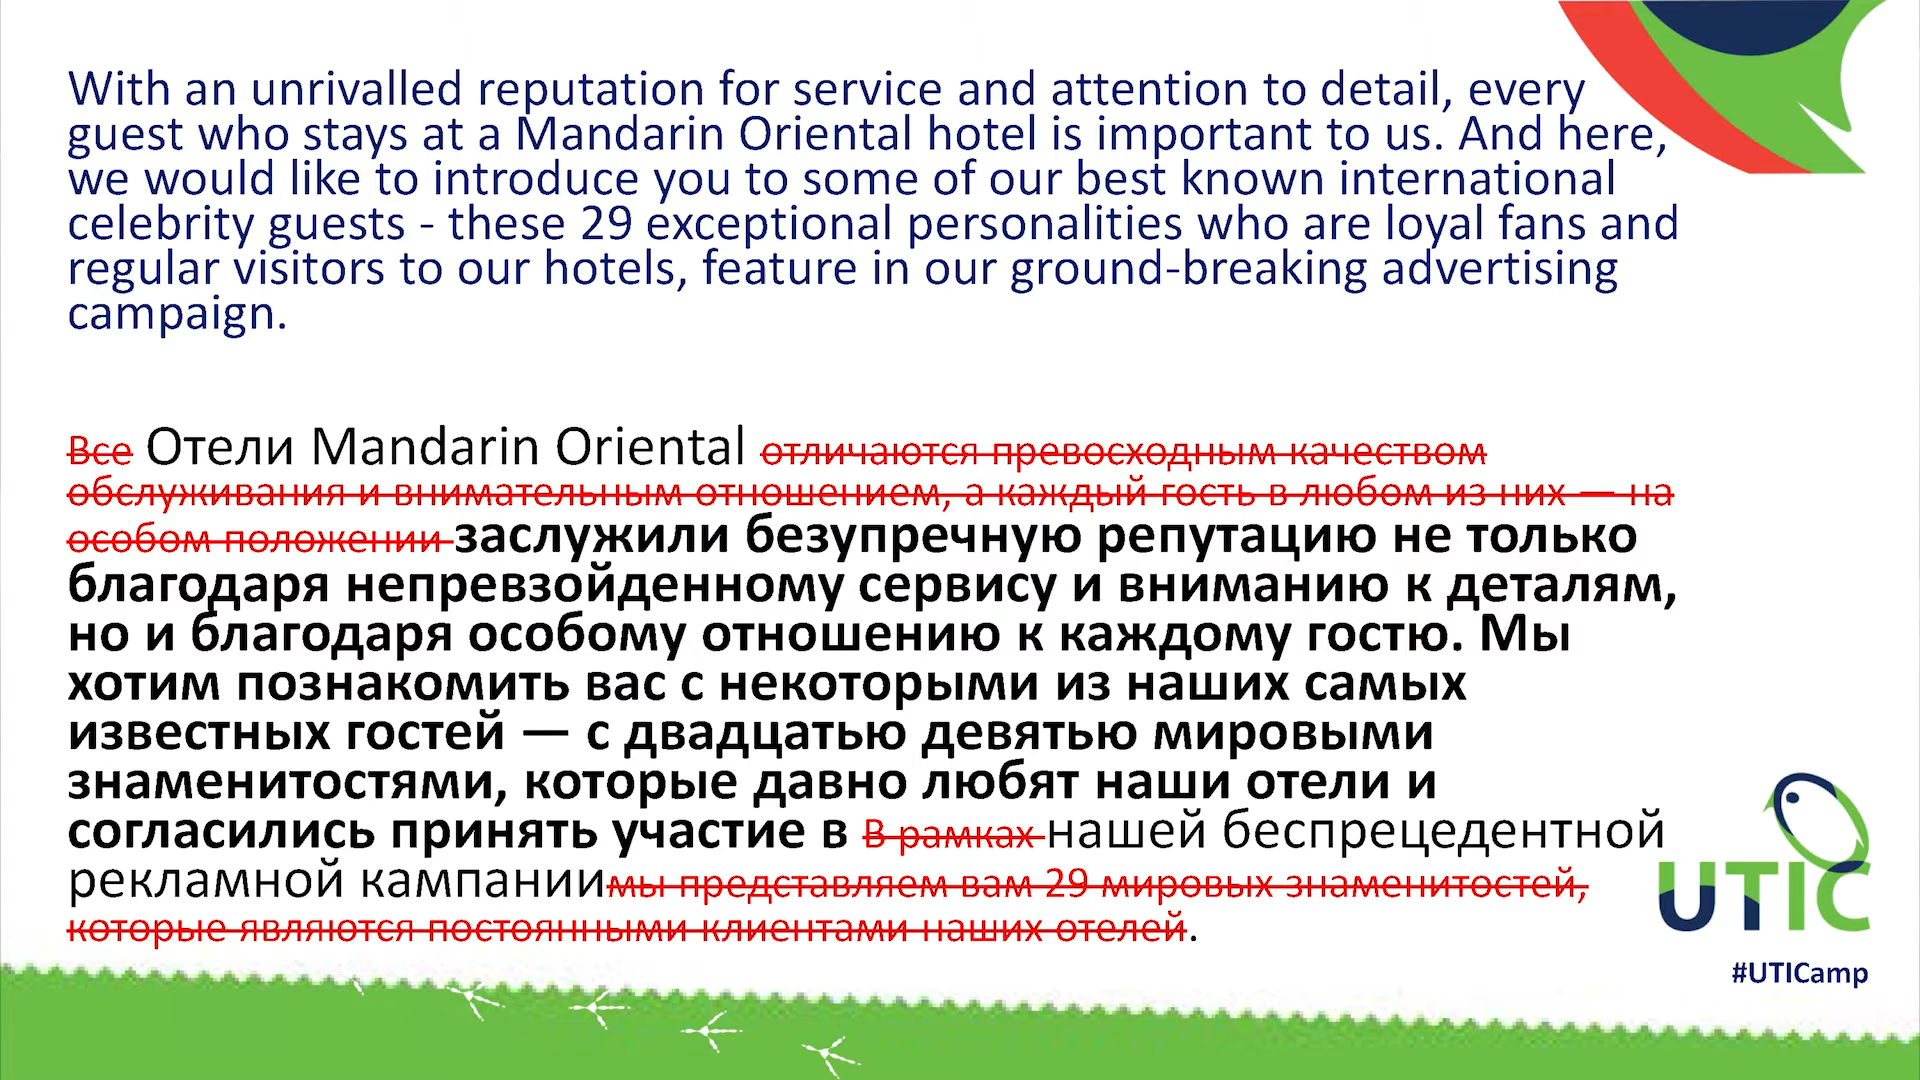 With an unrivalled reputation for service and attention to detail, every
guest who stays at a Mandarin Oriental hotel is important to us. And here,
we would like to introduce you to some of our best known international
celebrity guests - these 29 exceptional personalities who are loyal fans and
regular visitors to our hotels, feature in our ground-breaking advertising
campaign.
Все Отели Mandarin Oriental отличаются превосходным качеством
обслуживания и внимательным отношением, а каждый гость в любом из них — на
особом положении заслужили безупречную репутацию не только
благодаря непревзойденному сервису и вниманию к деталям,
но и благодаря особому отношению к каждому гостю. Мы
хотим познакомить вас с некоторыми из наших самых
известных гостей — с двадцатью девятью мировыми
знаменитостями, которые давно любят наши отели и
согласились принять участие в В рамках нашей беспрецедентной
рекламной кампании мы представляем вам 29 мировых знаменитостей,
которые являются постоянными клиентами наших отелей.
UTIC
#UTICamp